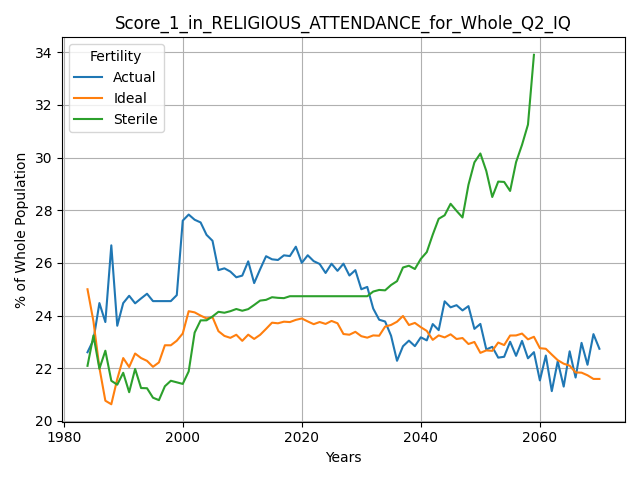 Score_1_in_RELIGIOUS_ATTENDANCE_for_Whole_Q2_IQ
Fertility
Actual
Ideal
Sterile
% of Whole Population
34
32
30
28
26
24
22
20
1980
2000
2020
2040
2060
Years